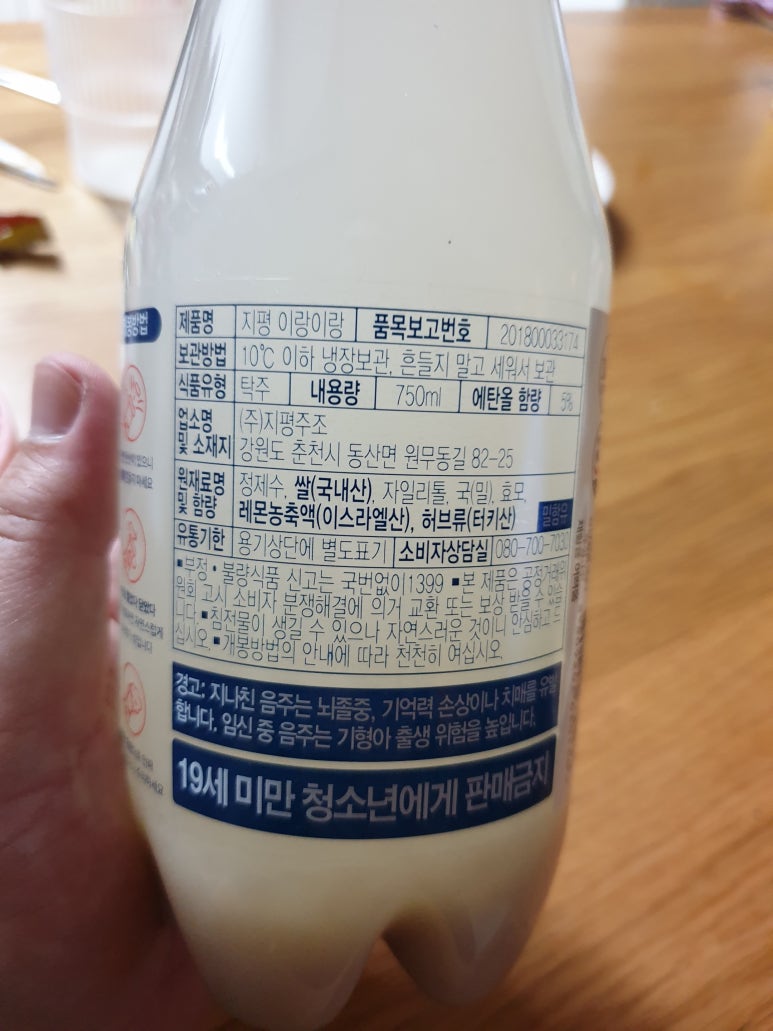 제품명 지평 이랑이랑 품목보고번호 201800033174
보관방법 10℃ 이하 냉장보관, 흔들지 말고 세워서 보관
식품유형 탁주 내용량 750ml 에탄올 함량 5%
업소명 및 소재지 (주)지평주조
강원도 춘천시 동산면 원무동길 82-25
원재료명 및 함량 정제수, 쌀(국내산), 자일리톨, 국(밀), 효모,
레몬농축액(이스라엘산), 허브류(터키산) 밀함유
유통기한 용기상단에 별도표기 소비자상담실 080-700-7030
■부정·불량식품 신고는 국번없이1399 ■본 제품은 공정거래위
원회 고시 소비자 분쟁해결에 의거 교환 또는 보상 받을 수 있습
니다. ■침전물이 생길 수 있으나 자연스러운 것이니 안심하고 드
십시오. ■개봉방법의 안내에 따라 천천히 여십시오.
경고: 지나친 음주는 뇌졸중, 기억력 손상이나 치매를 유발
합니다. 임신 중 음주는 기형아 출생 위험을 높입니다.
19세 미만 청소년에게 판매금지